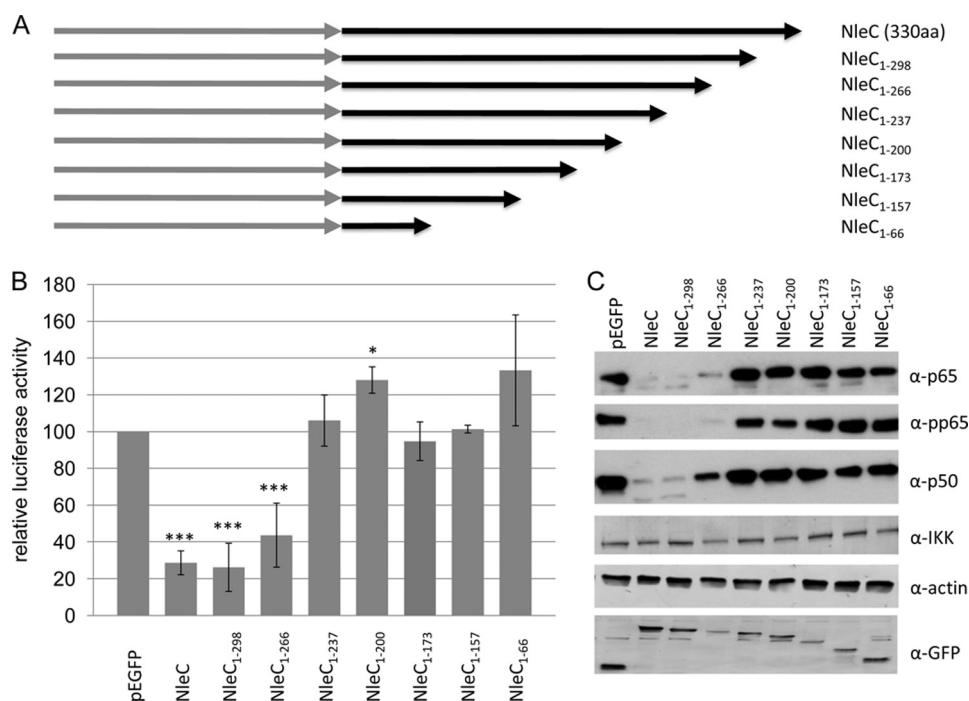 A
NleC (330aa)
NleC1-298
NleC1-266
NleC1-237
NleC1-200
NleC1-173
NleC1-157
NleC1-66
B
relative luciferase activity
180
160
140
120
100
80
60
40
20
0
***
***
***
*
pEGFP
NleC
NleC1-298
NleC1-266
NleC1-237
NleC1-200
NleC1-173
NleC1-157
NleC1-66
C
pEGFP
NleC
NleC1-298
NleC1-266
NleC1-237
NleC1-200
NleC1-173
NleC1-157
NleC1-66
α-p65
α-pp65
α-p50
α-IKK
α-actin
α-GFP